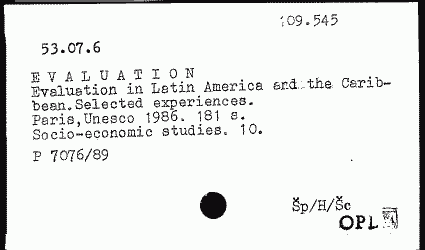 109.545
53.07.6
E V A L U A T I O N
Evaluation in Latin America and the Carib-
bean.Selected experiences.
Paris,Unesco 1986. 181 s.
Socio-economic studies. 10.
P 7076/89
Šp/H/Šc
OPL